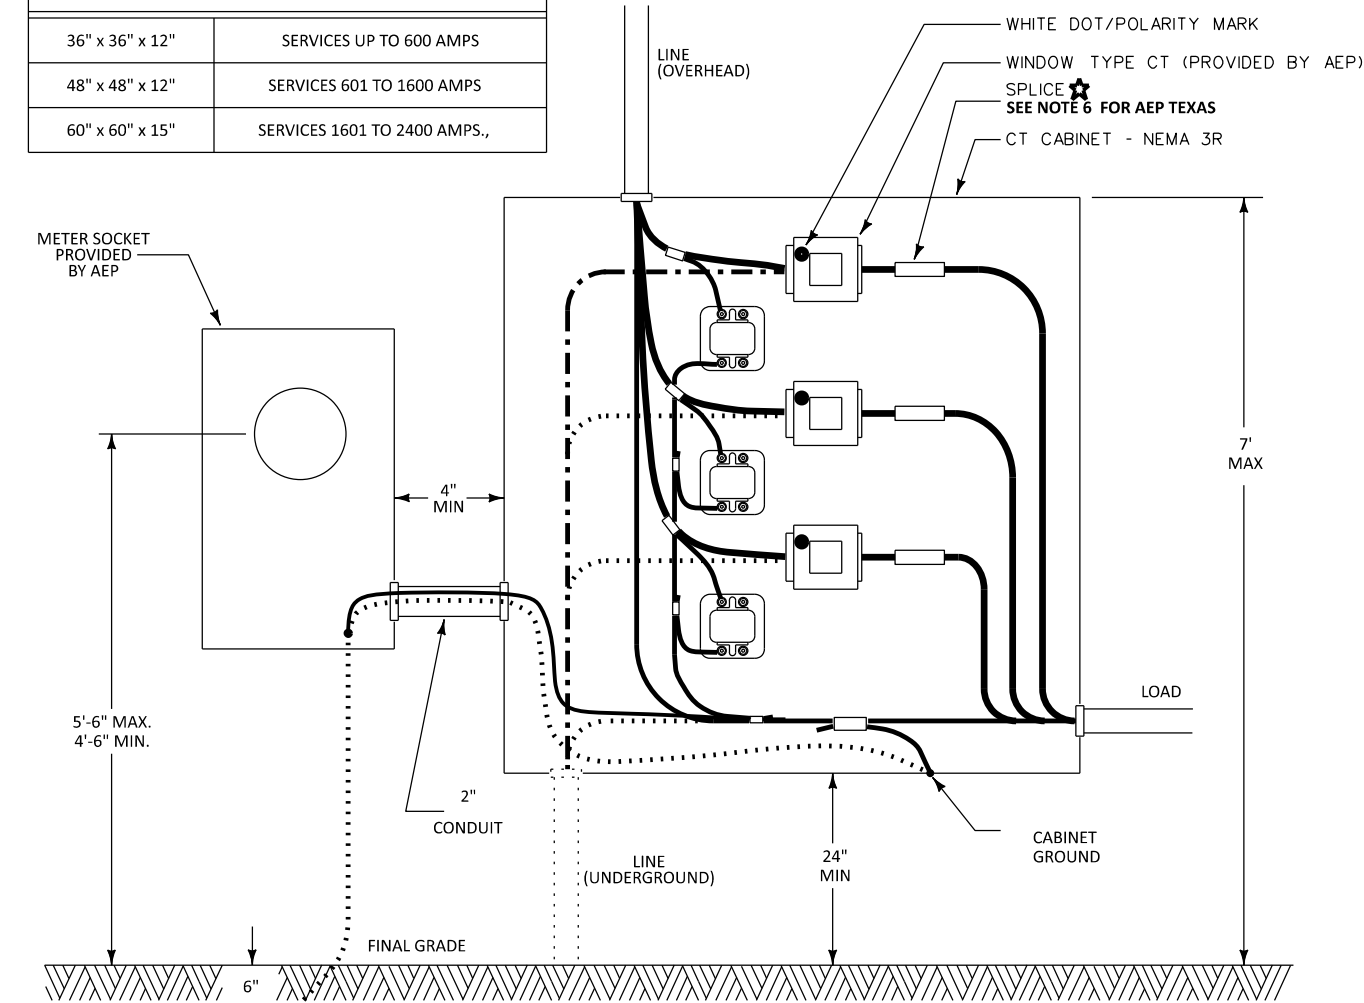 36" x 36" x 12" SERVICES UP TO 600 AMPS
48" x 48" x 12" SERVICES 601 TO 1600 AMPS
60" x 60" x 15" SERVICES 1601 TO 2400 AMPS.,
LINE
(OVERHEAD)
WHITE DOT/POLARITY MARK
WINDOW TYPE CT (PROVIDED BY AEP)
SPLICE
SEE NOTE 6 FOR AEP TEXAS
CT CABINET - NEMA 3R
METER SOCKET
PROVIDED
BY AEP
7'
MAX
4"
MIN
LOAD
5'-6" MAX.
4'-6" MIN.
2"
CONDUIT
CABINET
GROUND
24"
MIN
LINE
(UNDERGROUND)
FINAL GRADE
6"